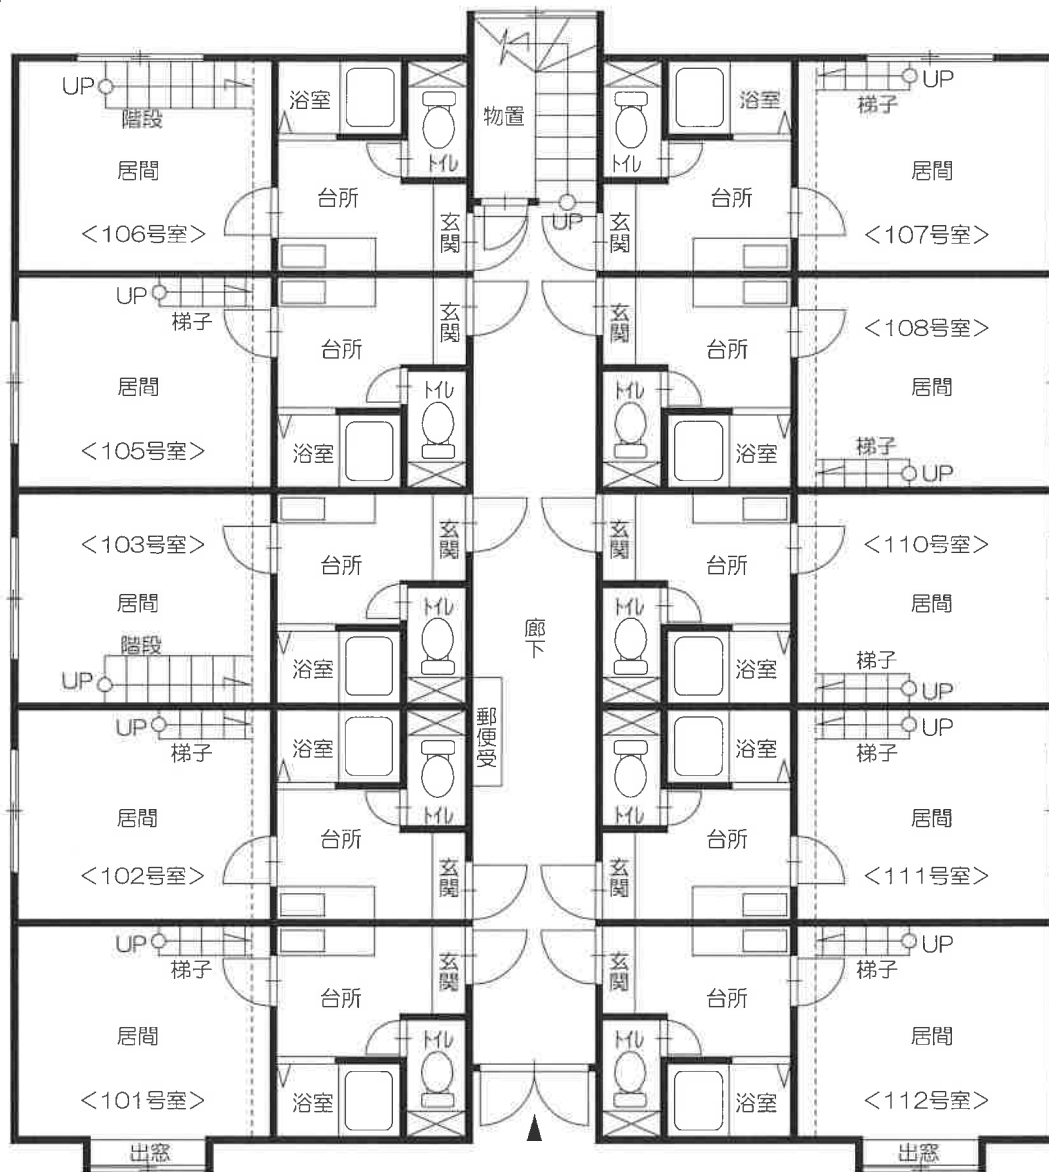 UP
階段
居間
<106号室>
浴室
トイレ
台所
玄関
物置
UP
トイレ
浴室
台所
玄関
UP
梯子
居間
<107号室>
UP
梯子
居間
<105号室>
台所
玄関
トイレ
浴室
玄関
台所
トイレ
浴室
<108号室>
居間
梯子
UP
<103号室>
居間
階段
UP
台所
玄関
トイレ
浴室
廊下
玄関
台所
トイレ
浴室
<110号室>
居間
梯子
UP
UP
梯子
居間
<102号室>
浴室
トイレ
台所
玄関
郵便受
浴室
トイレ
台所
玄関
UP
梯子
居間
<111号室>
UP
梯子
居間
<101号室>
台所
玄関
トイレ
浴室
出窓
玄関
台所
トイレ
浴室
UP
梯子
居間
<112号室>
出窓